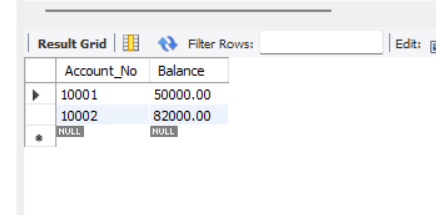 Result Grid Filter Rows: Edit:
Account_No Balance
10001 50000.00
10002 82000.00
NULL NULL